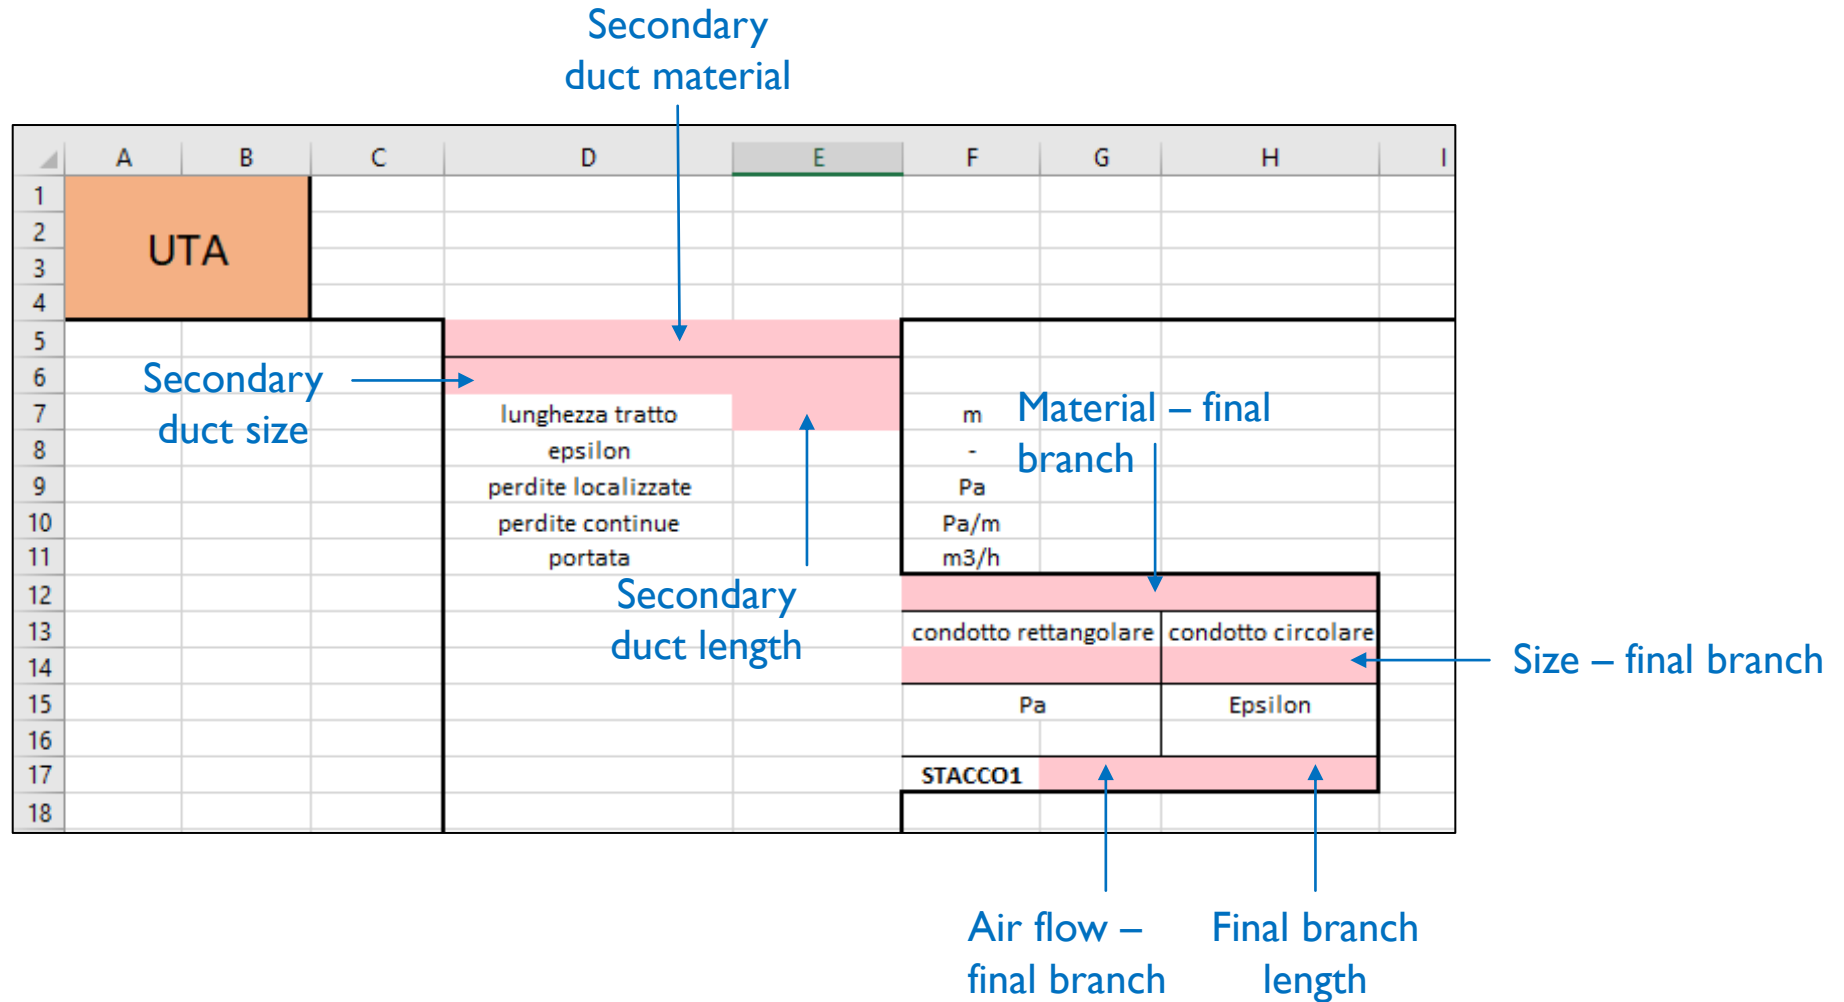 Secondary
duct material
A B C D E F G H I
1
2
3
4
UTA
5
6
7
8
9
10
11
12
13
14
15
16
17
18
Secondary
duct size
lunghezza tratto m
epsilon -
perdite localizzate Pa
perdite continue Pa/m
portata m3/h
Material – final
branch
Secondary
duct length
condotto rettangolare condotto circolare
Size – final branch
Pa Epsilon
STACCO1
Air flow –
final branch
Final branch
length